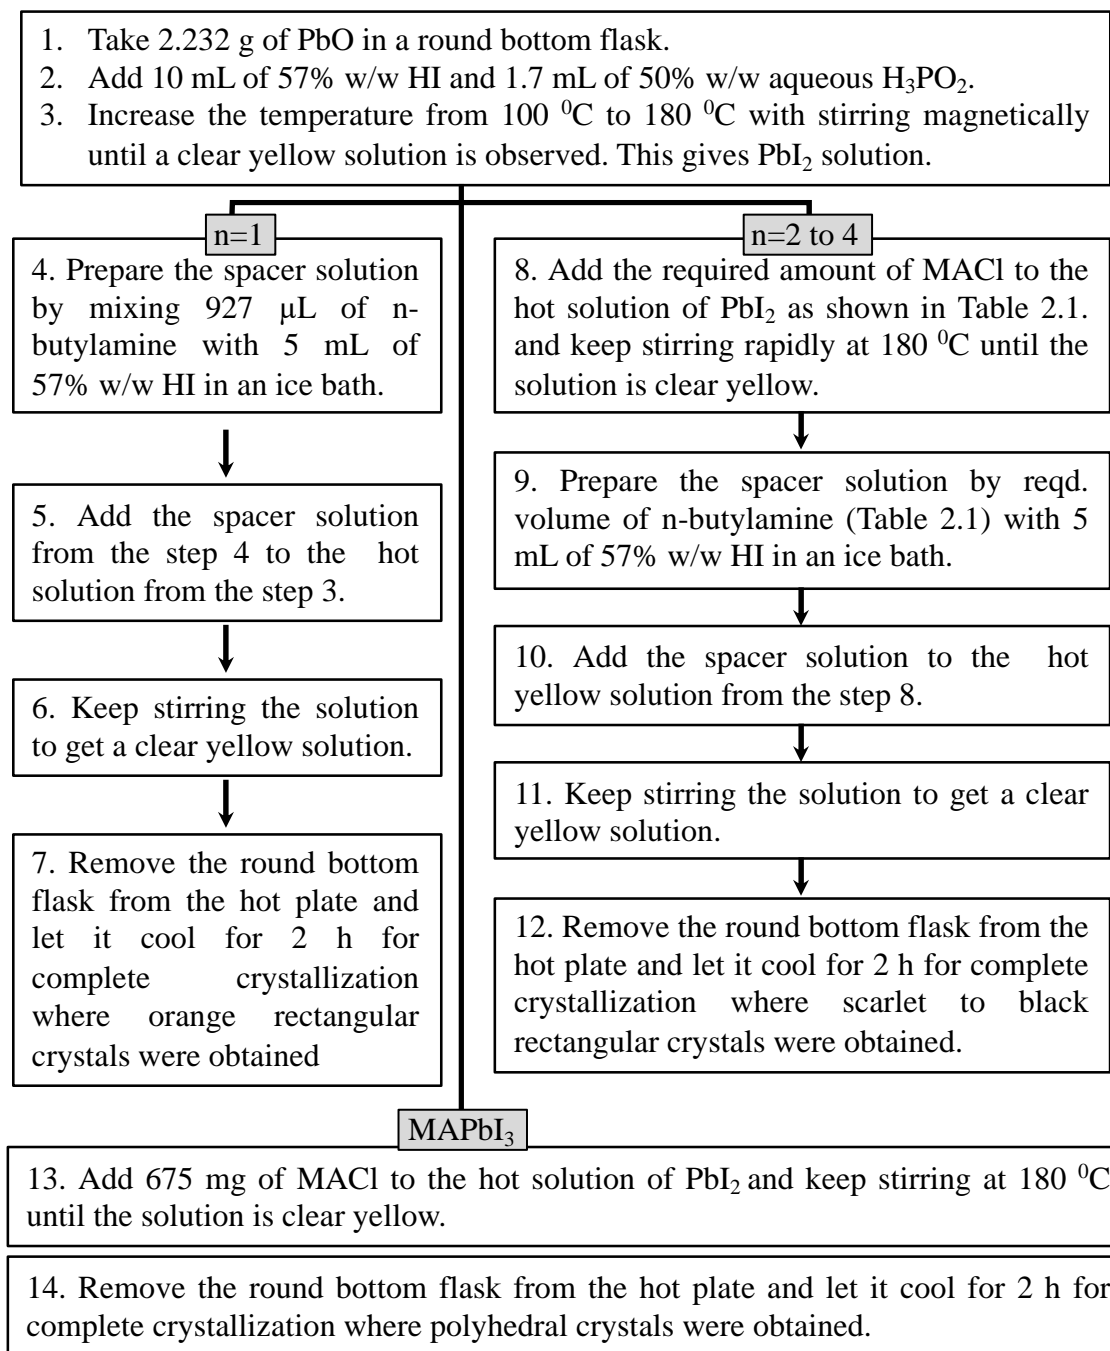 1. Take 2.232 g of PbO in a round bottom flask.
2. Add 10 mL of 57% w/w HI and 1.7 mL of 50% w/w aqueous H₃PO₂.
3. Increase the temperature from 100 ⁰C to 180 ⁰C with stirring magnetically
until a clear yellow solution is observed. This gives PbI₂ solution.
n=1
4. Prepare the spacer solution
by mixing 927 µL of n-
butylamine with 5 mL of
57% w/w HI in an ice bath.
5. Add the spacer solution
from the step 4 to the hot
solution from the step 3.
6. Keep stirring the solution
to get a clear yellow solution.
7. Remove the round bottom
flask from the hot plate and
let it cool for 2 h for
complete crystallization
where orange rectangular
crystals were obtained
n=2 to 4
8. Add the required amount of MACl to the
hot solution of PbI₂ as shown in Table 2.1.
and keep stirring rapidly at 180 ⁰C until the
solution is clear yellow.
9. Prepare the spacer solution by reqd.
volume of n-butylamine (Table 2.1) with 5
mL of 57% w/w HI in an ice bath.
10. Add the spacer solution to the hot
yellow solution from the step 8.
11. Keep stirring the solution to get a clear
yellow solution.
12. Remove the round bottom flask from the
hot plate and let it cool for 2 h for complete
crystallization where scarlet to black
rectangular crystals were obtained.
MAPbI₃
13. Add 675 mg of MACl to the hot solution of PbI₂ and keep stirring at 180 ⁰C
until the solution is clear yellow.
14. Remove the round bottom flask from the hot plate and let it cool for 2 h for
complete crystallization where polyhedral crystals were obtained.